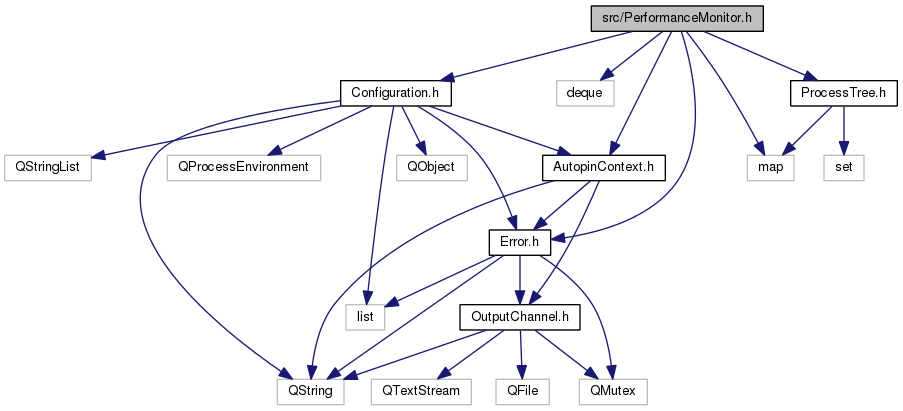 src/PerformanceMonitor.h
Configuration.h
deque
ProcessTree.h
QStringList
QProcessEnvironment
QObject
AutopinContext.h
map
set
Error.h
list
OutputChannel.h
QString
QTextStream
QFile
QMutex